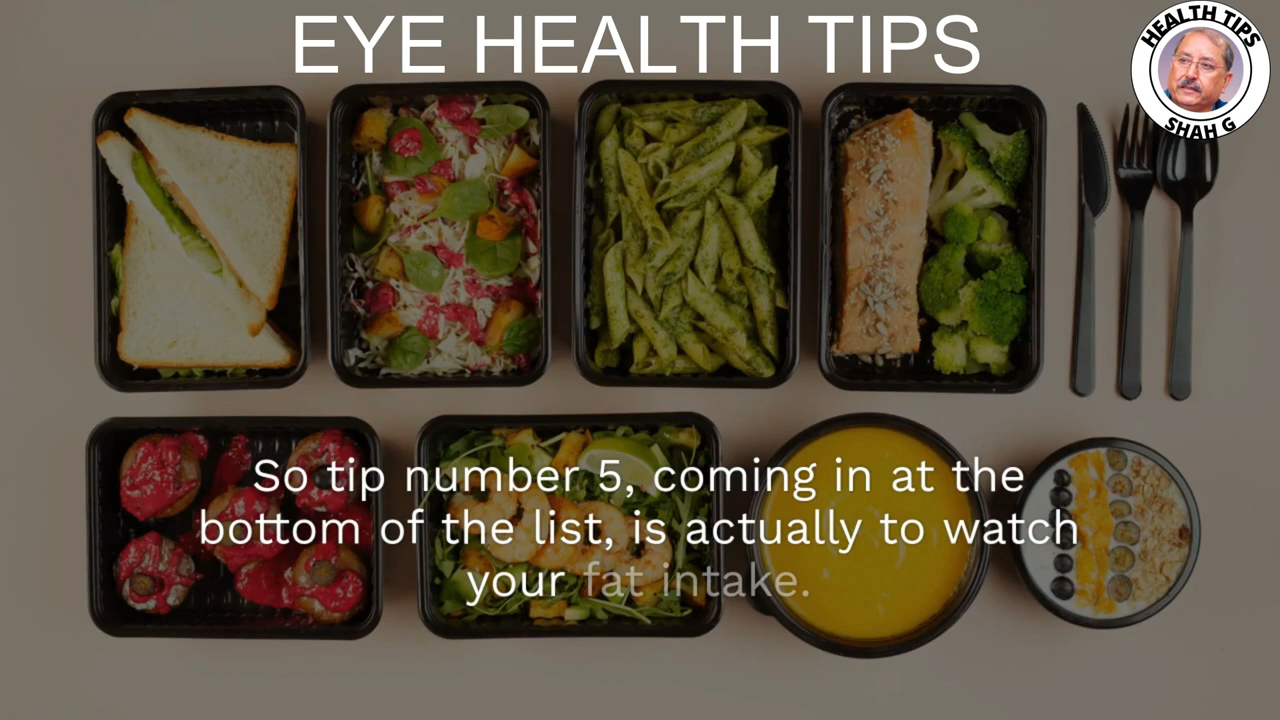 EYE HEALTH TIPS
HEALTH TIPS
SHAH G
So tip number 5, coming in at the
bottom of the list, is actually to watch
your fat intake.